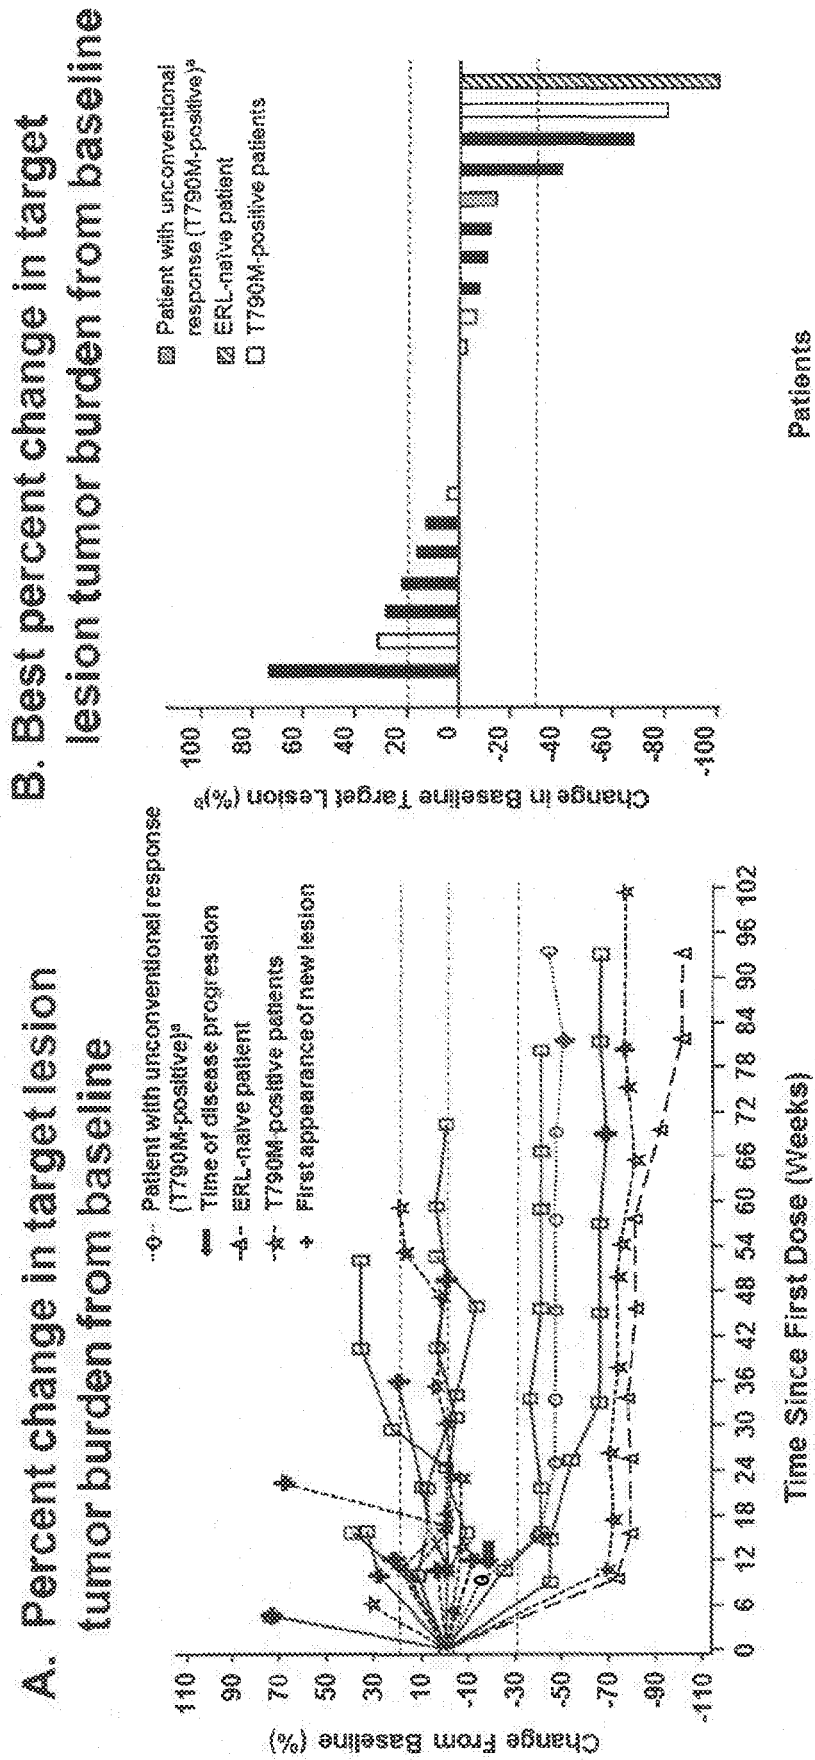 A. Percent change in target lesion
tumor burden from baseline
Patient with unconventional response
(T790M-positive)ª
Time of disease progression
ERL-naïve patient
T790M-positive patients
First appearance of new lesion
Change From Baseline (%)
110
90
70
50
30
10
-10
-30
-50
-70
-90
-110
0 6 12 18 24 30 36 42 48 54 60 66 72 78 84 90 96 102
Time Since First Dose (Weeks)
B. Best percent change in target
lesion tumor burden from baseline
Patient with unconventional
response (T790M-positive)ª
ERL-naïve patient
T790M-positive patients
Change in Baseline Target Lesion (%)ᵇ
100
80
60
40
20
0
-40
-60
-80
-100
Patients